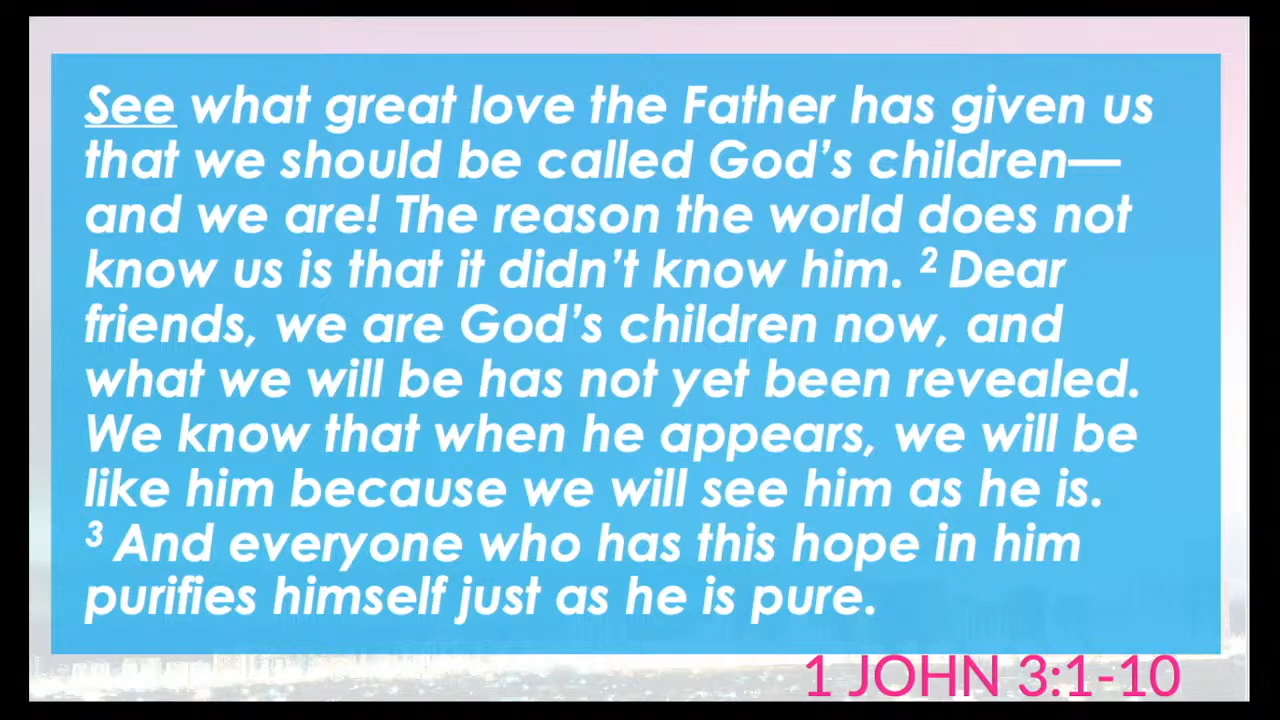 See what great love the Father has given us
that we should be called God’s children—
and we are! The reason the world does not
know us is that it didn’t know him. ² Dear
friends, we are God’s children now, and
what we will be has not yet been revealed.
We know that when he appears, we will be
like him because we will see him as he is.
³ And everyone who has this hope in him
purifies himself just as he is pure.
1 JOHN 3:1-10